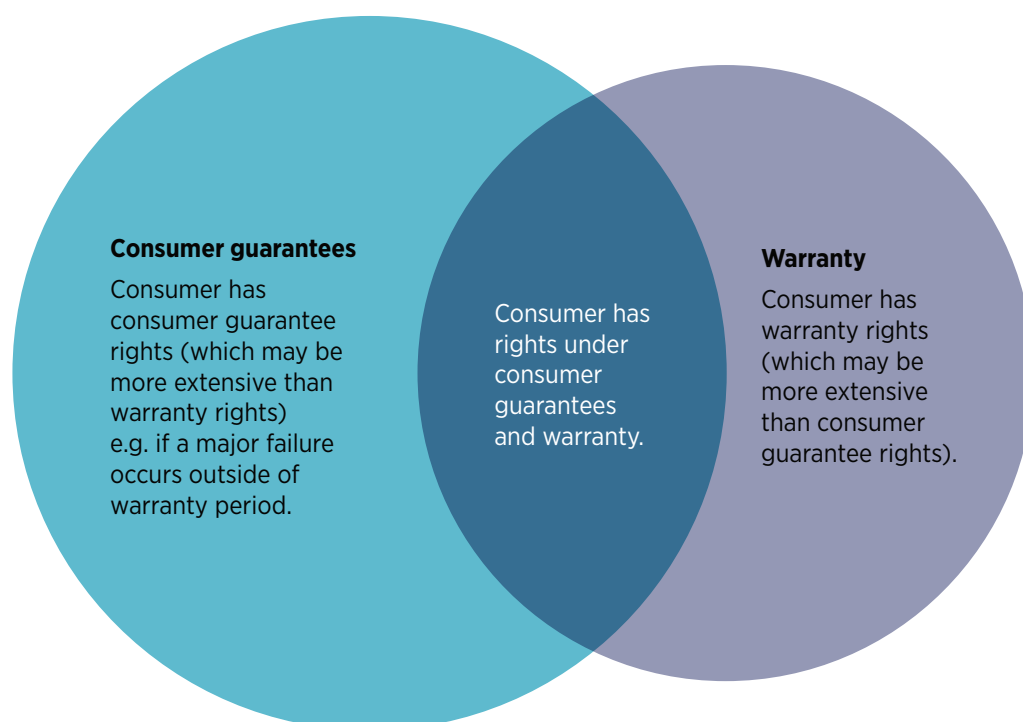 Consumer guarantees
Consumer has
consumer guarantee
rights (which may be
more extensive than
warranty rights)
e.g. if a major failure
occurs outside of
warranty period.
Consumer has
rights under
consumer
guarantees
and warranty.
Warranty
Consumer has
warranty rights
(which may be
more extensive
than consumer
guarantee rights).